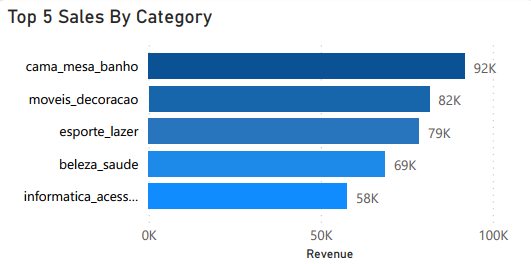 Top 5 Sales By Category
cama_mesa_banho 92K
moveis_decoracao 82K
esporte_lazer 79K
beleza_saude 69K
informatica_acess... 58K
0K 50K 100K
Revenue